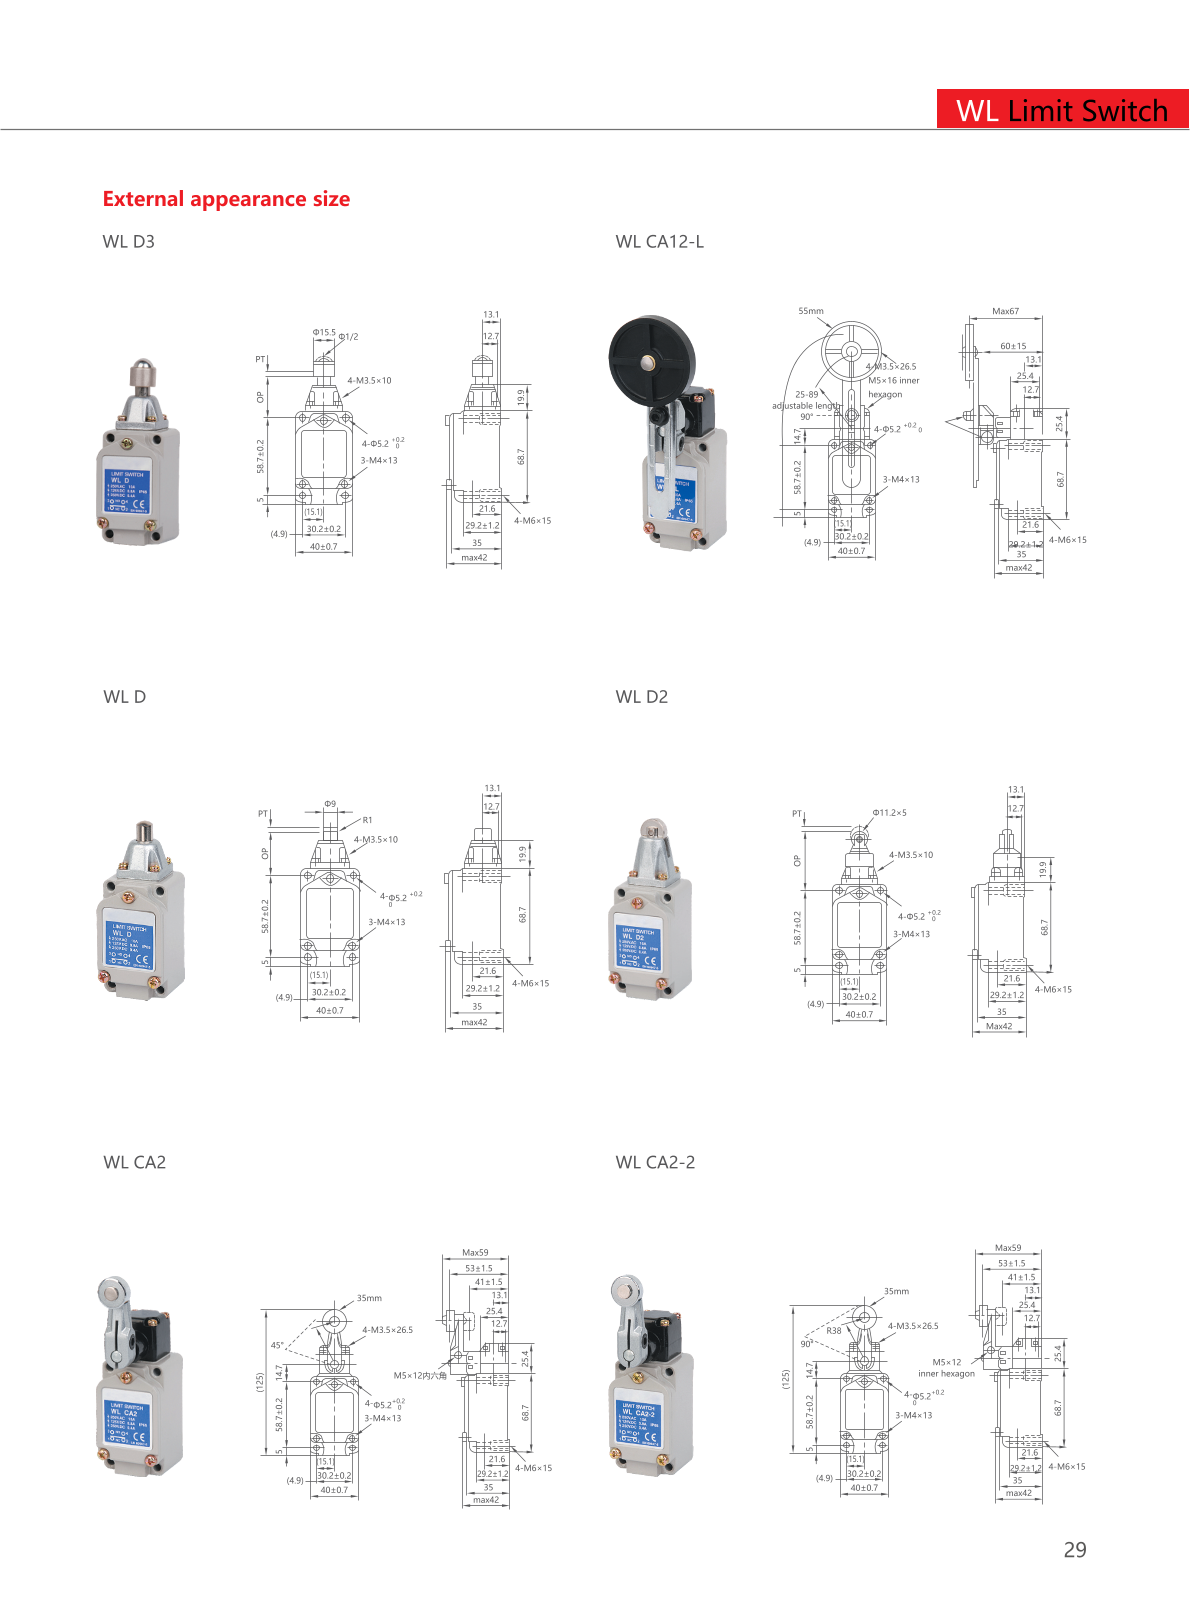 WL Limit Switch
External appearance size
WL D3
13.1
12.7
Φ15.5
Φ1/2
PT
OP
4-M3.5×10
19.9
4-Φ5.2 +0.2 0
58.7±0.2
3-M4×13
68.7
5
(15.1)
30.2±0.2
(4.9)
40±0.7
21.6
4-M6×15
29.2±1.2
35
max42
LIMIT SWITCH
WL D
WL CA12-L
55mm
Max67
60±15
13.1
25.4
12.7
4-M3.5×26.5
M5×16 inner
hexagon
25-89
adjustable length
90°
14.7
4-Φ5.2 +0.2 0
25.4
58.7±0.2
3-M4×13
68.7
5
(15.1)
30.2±0.2
(4.9)
40±0.7
21.6
4-M6×15
29.2±1.2
35
max42
WL D
13.1
12.7
Φ9
PT
R1
OP
4-M3.5×10
19.9
4-Φ5.2 +0.2
0
58.7±0.2
3-M4×13
68.7
5
(15.1)
30.2±0.2
(4.9)
40±0.7
21.6
4-M6×15
29.2±1.2
35
max42
LIMIT SWITCH
WL D
WL D2
13.1
12.7
PT
Φ11.2×5
OP
4-M3.5×10
19.9
4-Φ5.2 +0.2 0
58.7±0.2
3-M4×13
68.7
5
(15.1)
30.2±0.2
(4.9)
40±0.7
21.6
4-M6×15
29.2±1.2
35
Max42
LIMIT SWITCH
WL D2
WL CA2
Max59
53±1.5
41±1.5
13.1
25.4
12.7
35mm
4-M3.5×26.5
45°
14.7
25.4
M5×12内六角
(125)
4-Φ5.2 +0.2 0
58.7±0.2
3-M4×13
68.7
5
(15.1)
30.2±0.2
(4.9)
40±0.7
21.6
4-M6×15
29.2±1.2
35
max42
LIMIT SWITCH
WL CA2
WL CA2-2
Max59
53±1.5
41±1.5
13.1
25.4
12.7
35mm
R38
4-M3.5×26.5
90°
14.7
25.4
M5×12
inner hexagon
(125)
4-Φ5.2 +0.2
0
58.7±0.2
3-M4×13
68.7
5
(15.1)
30.2±0.2
(4.9)
40±0.7
21.6
4-M6×15
29.2±1.2
35
max42
LIMIT SWITCH
WL CA2-2
29